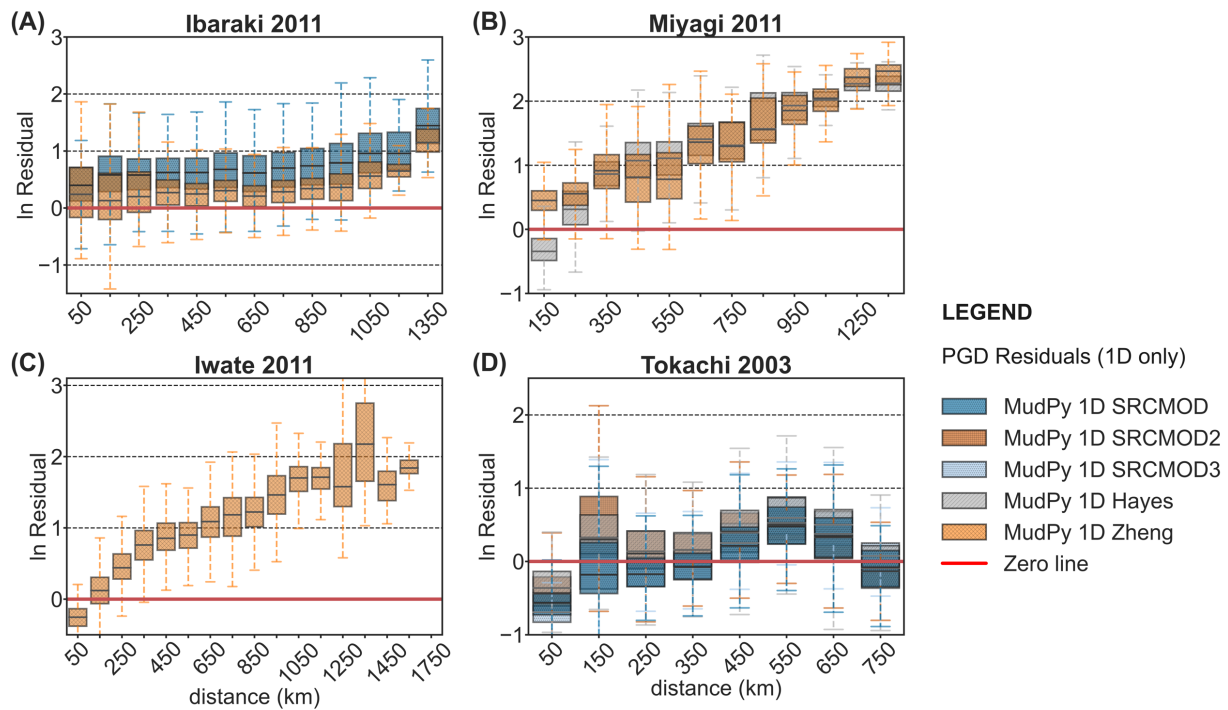 (A) Ibaraki 2011
3
2
1
0
−1
ln Residual
50 250 450 650 850 1050 1350
(B) Miyagi 2011
3
2
1
0
−1
ln Residual
150 350 550 750 950 1250
(C) Iwate 2011
3
2
1
0
ln Residual
50 250 450 650 850 1050 1250 1450 1750
distance (km)
(D) Tokachi 2003
2
1
0
−1
ln Residual
50 150 250 350 450 550 650 750
distance (km)
LEGEND
PGD Residuals (1D only)
MudPy 1D SRCMOD
MudPy 1D SRCMOD2
MudPy 1D SRCMOD3
MudPy 1D Hayes
MudPy 1D Zheng
Zero line